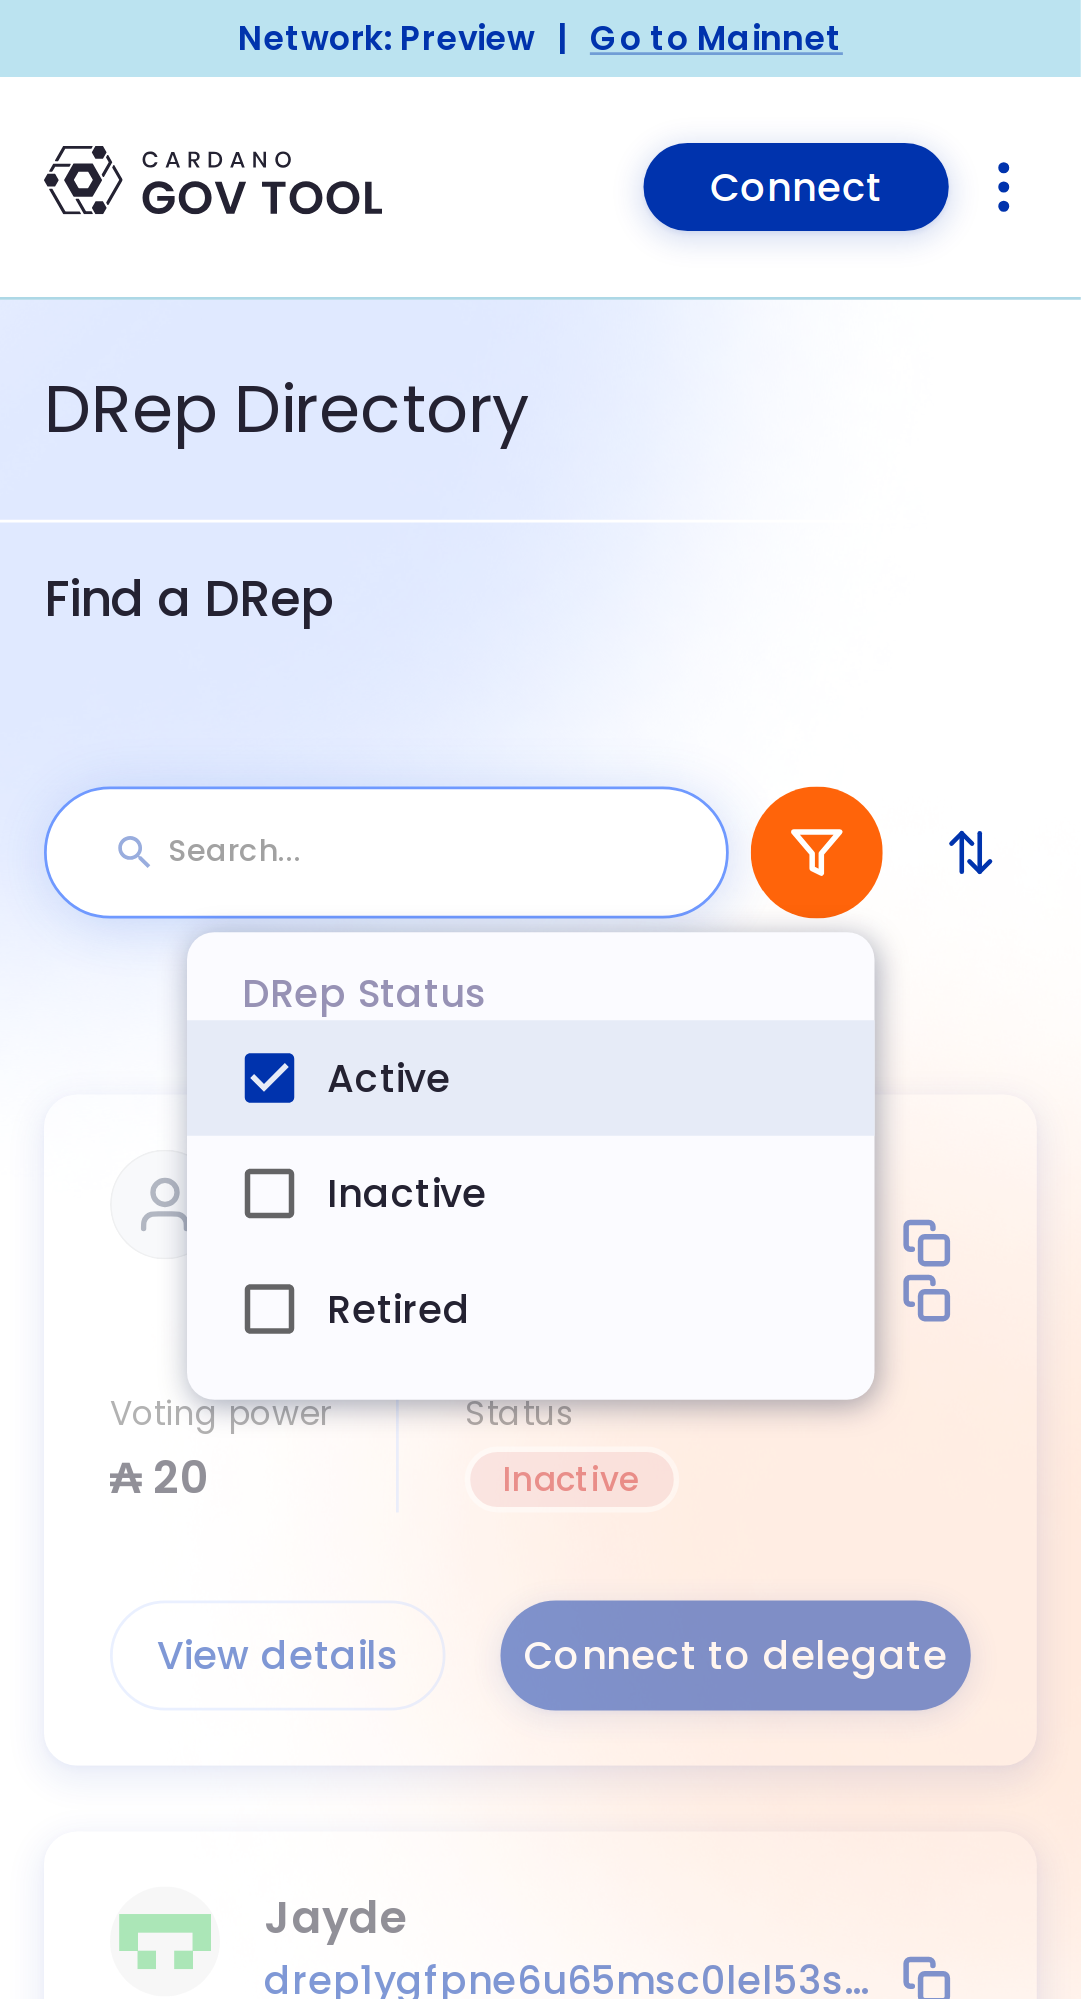 Network: Preview | Go to Mainnet
CARDANO
GOV TOOL
Connect
DRep Directory
Find a DRep
Search...
DRep Status
Active
Inactive
Retired
Voting power
Status
₳ 20
Inactive
View details
Connect to delegate
Jayde
drep1ygfpne6u65msc0lel53s...